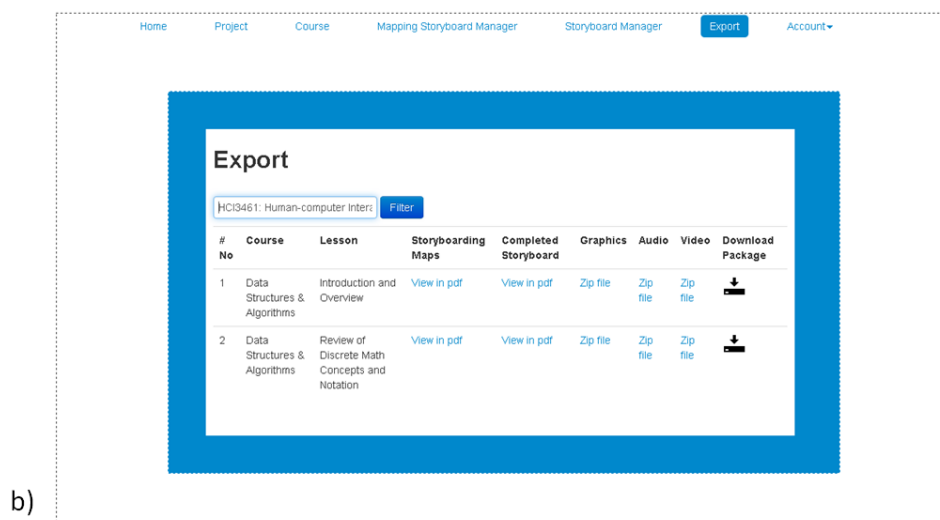 Home Project Course Mapping Storyboard Manager Storyboard Manager Export Account
Export
HCI3461: Human-computer Intera Filter
# Course Lesson Storyboarding Completed Graphics Audio Video Download
No Maps Storyboard Package
1 Data Introduction and View in pdf View in pdf Zip file Zip Zip
Structures & Overview file file
Algorithms
2 Data Review of View in pdf View in pdf Zip file Zip Zip
Structures & Discrete Math file file
Algorithms Concepts and
Notation
b)